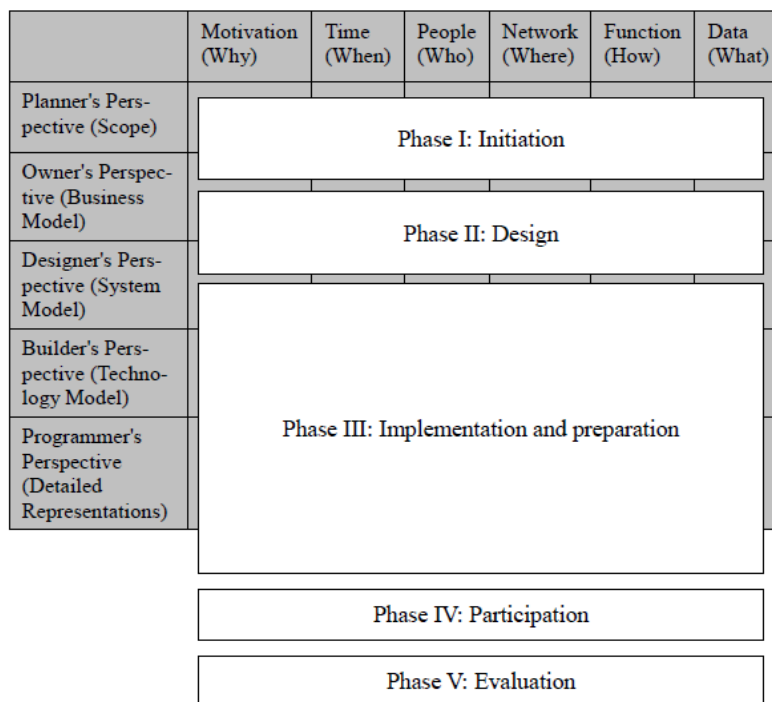 Motivation
(Why)
Time
(When)
People
(Who)
Network
(Where)
Function
(How)
Data
(What)
Planner's Pers-
pective (Scope)
Phase I: Initiation
Owner's Perspec-
tive (Business
Model)
Phase II: Design
Designer's Pers-
pective (System
Model)
Builder's Pers-
pective (Techno-
logy Model)
Phase III: Implementation and preparation
Programmer's
Perspective
(Detailed
Representations)
Phase IV: Participation
Phase V: Evaluation